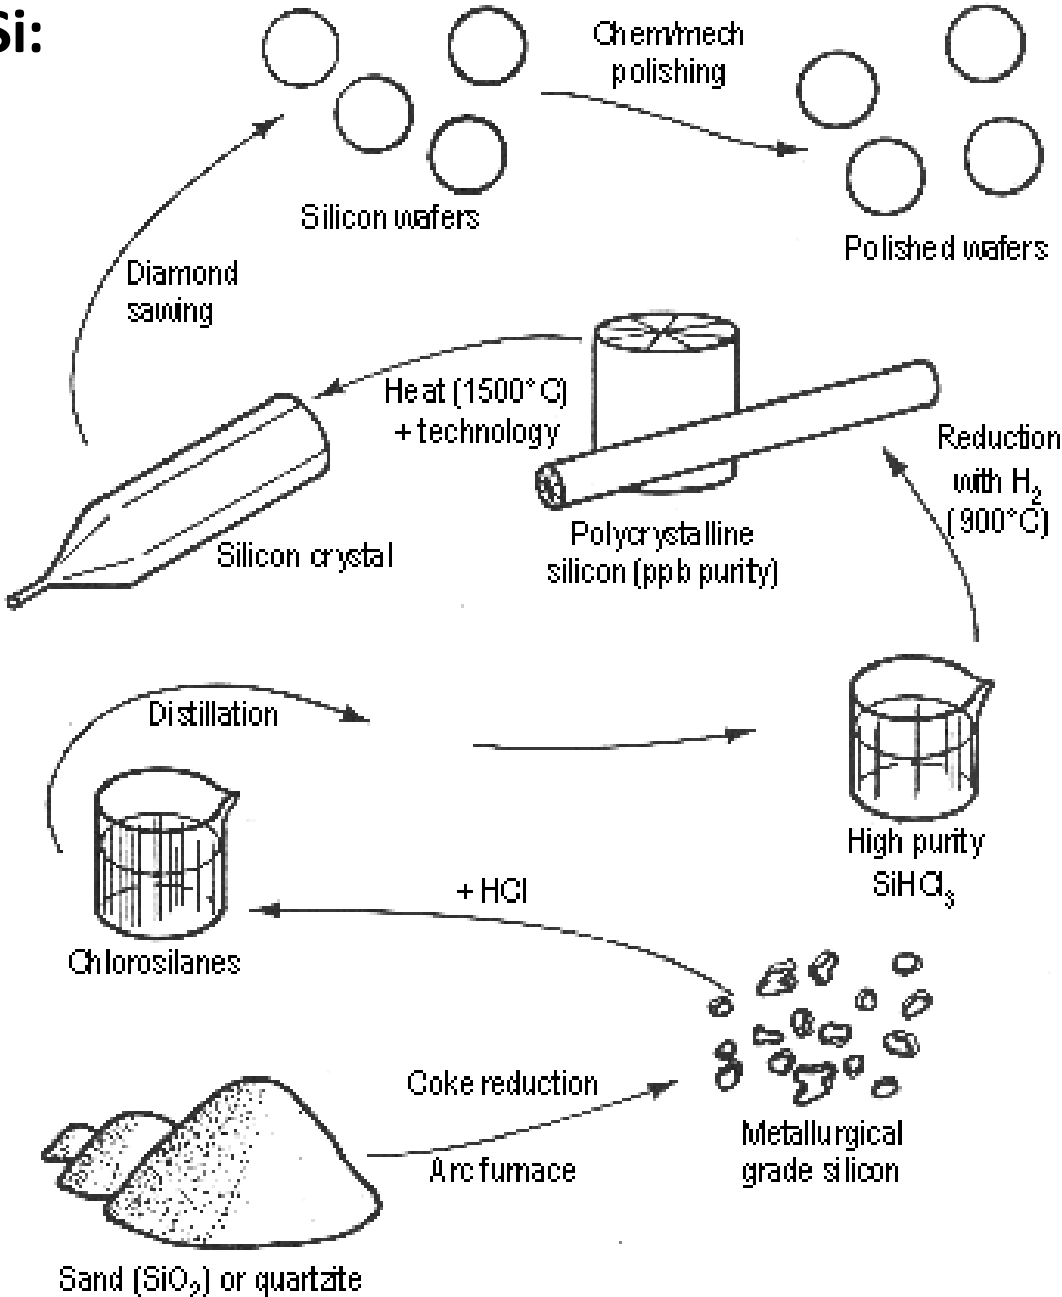 Si:
Chem/mech
polishing
Silicon wafers
Polished wafers
Diamond
sawing
Heat (1500°C)
+ technology
Reduction
with H₂
(900°C)
Polycrystalline
silicon (ppb purity)
Silicon crystal
Distillation
High purity
SiHCl₃
+ HCl
Chlorosilanes
Coke reduction
Arc furnace
Metallurgical
grade silicon
Sand (SiO₂) or quartzite